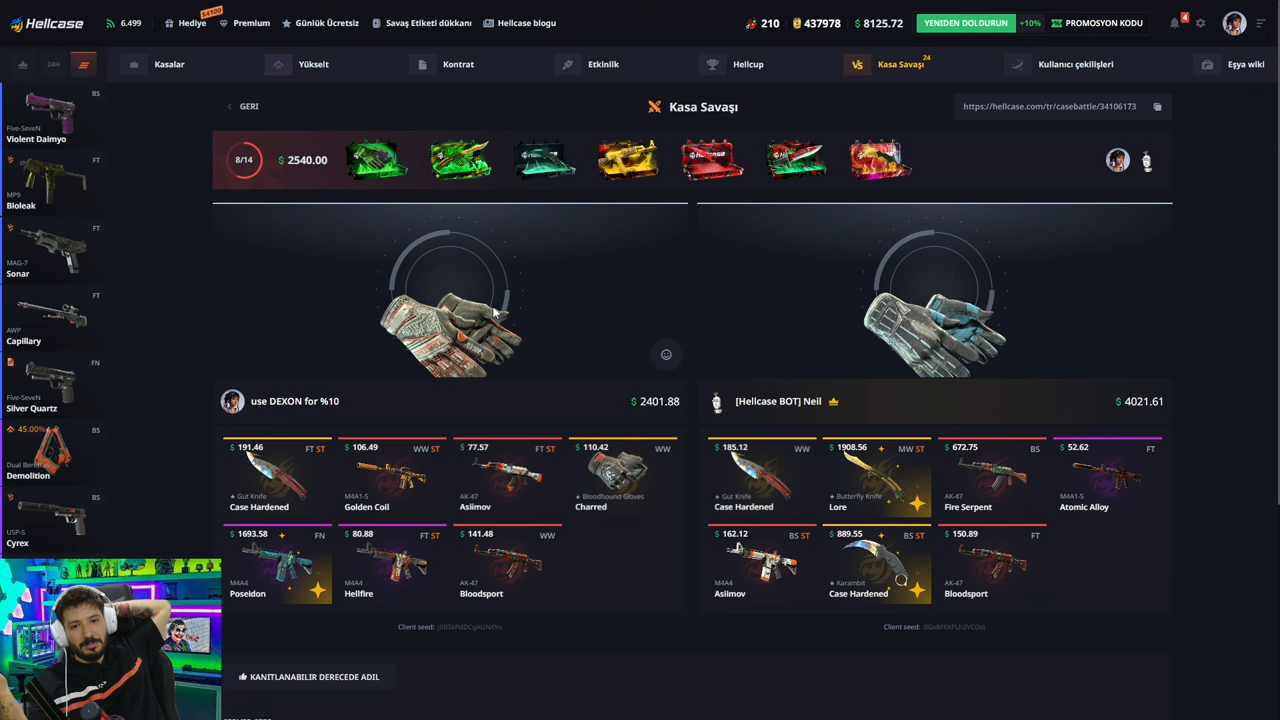 HELLCASE
6.499
Hediye
$4100
Premium
Günlük Ücretsiz
Savaş Etiketi dükkânı
Hellcase blogu
210
437978
$ 8125.72
YENİDEN DOLDURUN
+10%
PROMOSYON KODU
4
24H
Kasalar
Yükselt
Kontrat
Etkinlik
Hellcup
VS
Kasa Savaşı
24
Kullanıcı çekilişleri
Eşya wiki
BS
Five-SeveN
Violent Daimyo
FT
MP9
Bioleak
FT
MAG-7
Sonar
FT
AWP
Capillary
FN
Five-SeveN
Silver Quartz
45.00%
BS
Dual Berettas
Demolition
BS
USP-S
Cyrex
GERİ
Kasa Savaşı
https://hellcase.com/tr/casebattle/34106173
8/14
$ 2540.00
use DEXON for %10
$ 2401.88
[Hellcase BOT] Neil
$ 4021.61
$ 191.46
FT ST
★ Gut Knife
Case Hardened
$ 106.49
WW ST
M4A1-S
Golden Coil
$ 77.57
FT ST
AK-47
Asiimov
$ 110.42
WW
★ Bloodhound Gloves
Charred
$ 1693.58
FN
M4A4
Poseidon
$ 80.88
FT ST
M4A4
Hellfire
$ 141.48
WW
AK-47
Bloodsport
$ 185.12
WW
★ Gut Knife
Case Hardened
$ 1908.56
MW ST
★ Butterfly Knife
Lore
$ 672.75
BS
AK-47
Fire Serpent
$ 52.62
FT
M4A1-S
Atomic Alloy
$ 162.12
BS ST
M4A4
Asiimov
$ 889.55
BS ST
★ Karambit
Case Hardened
$ 150.89
FT
AK-47
Bloodsport
Client seed:
Client seed:
KANITLANABİLİR DERECEDE ADİL